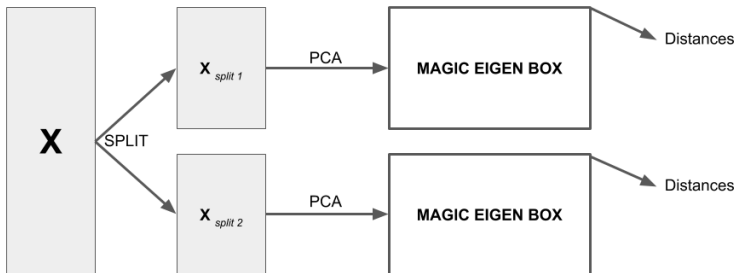 X
SPLIT
X split 1
PCA
MAGIC EIGEN BOX
Distances
X split 2
PCA
MAGIC EIGEN BOX
Distances